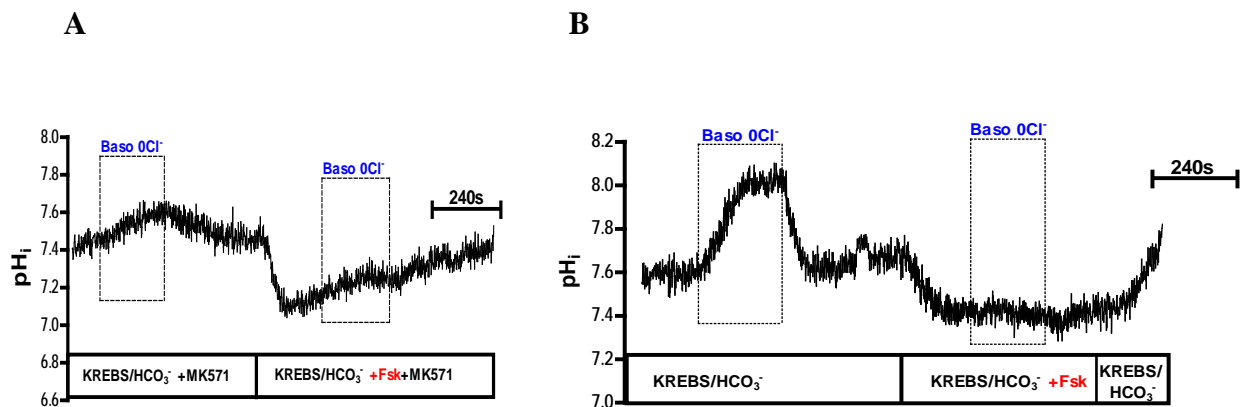 A
B
Baso 0Cl⁻
Baso 0Cl⁻
240s
pHᵢ
8.0
7.8
7.6
7.4
7.2
7.0
6.8
6.6
KREBS/HCO₃⁻ +MK571
KREBS/HCO₃⁻ +Fsk+MK571
Baso 0Cl⁻
Baso 0Cl⁻
240s
pHᵢ
8.2
8.0
7.8
7.6
7.4
7.2
7.0
KREBS/HCO₃⁻
KREBS/HCO₃⁻ +Fsk
KREBS/
HCO₃⁻